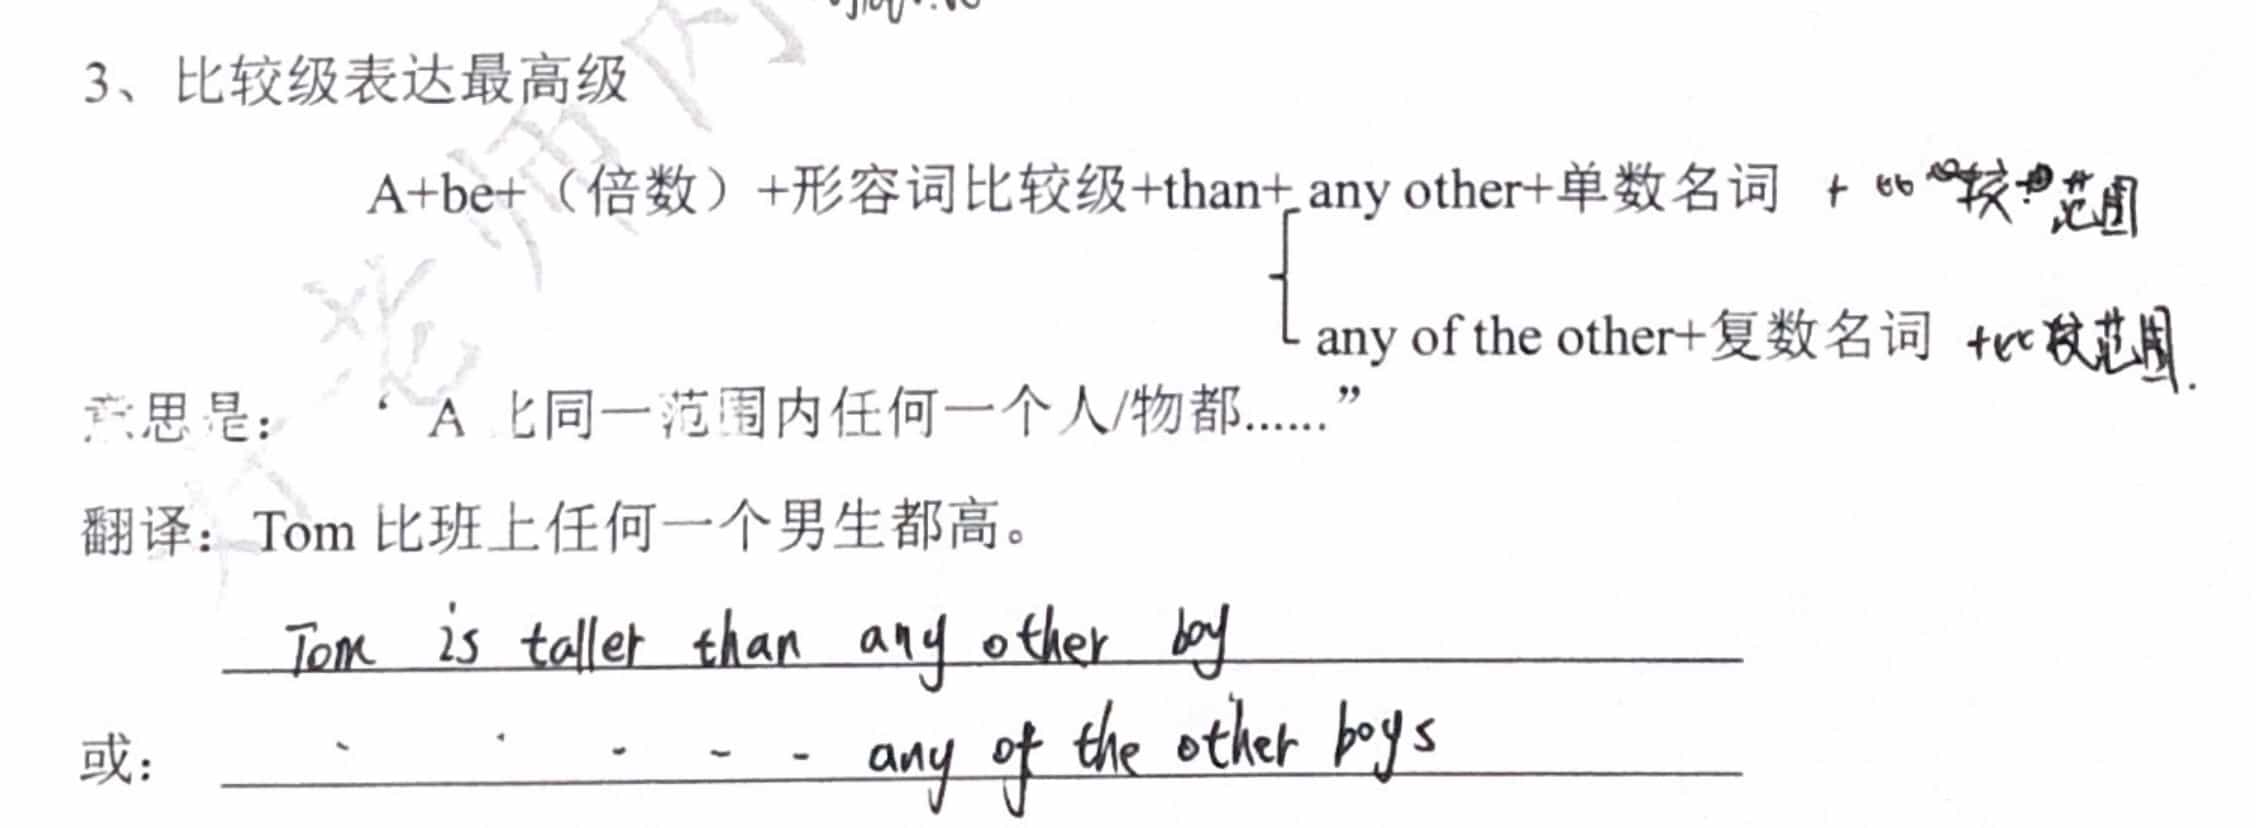 3、比较级表达最高级
A+be+（倍数）+形容词比较级+than+ any other+单数名词 + 比较 范围
any of the other+复数名词 +比较范围.
意思是：“A 比同一范围内任何一个人/物都......”
翻译：Tom 比班上任何一个男生都高。
Tom is taller than any other boy
或： - - - - - any of the other boys